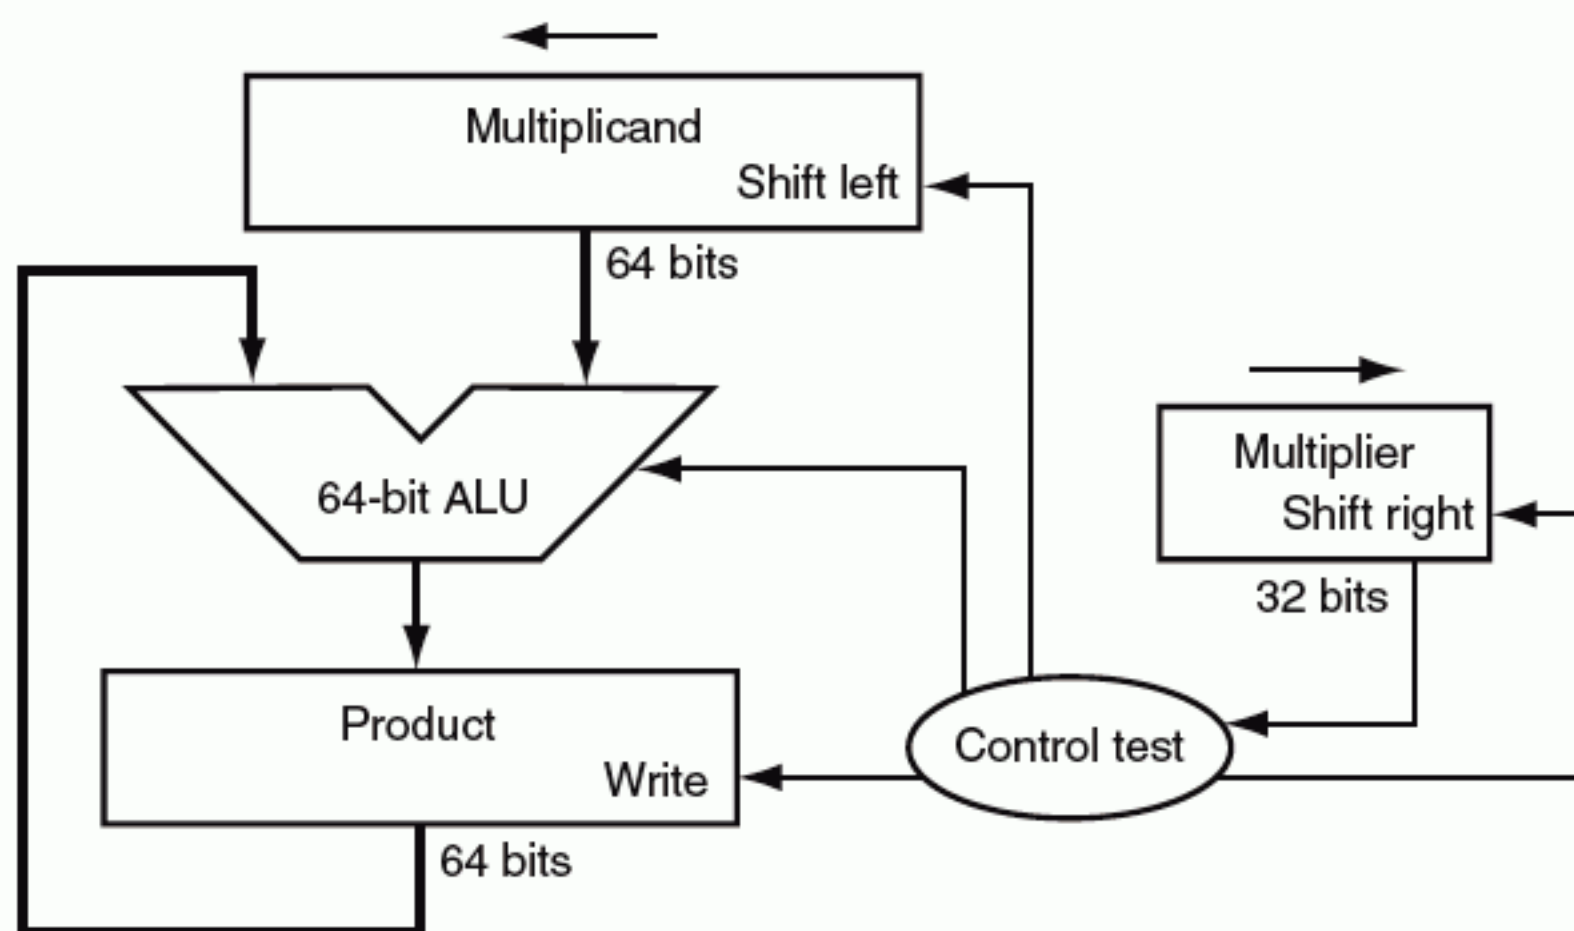 Multiplicand
Shift left
64 bits
64-bit ALU
Multiplier
Shift right
32 bits
Product
Write
Control test
64 bits